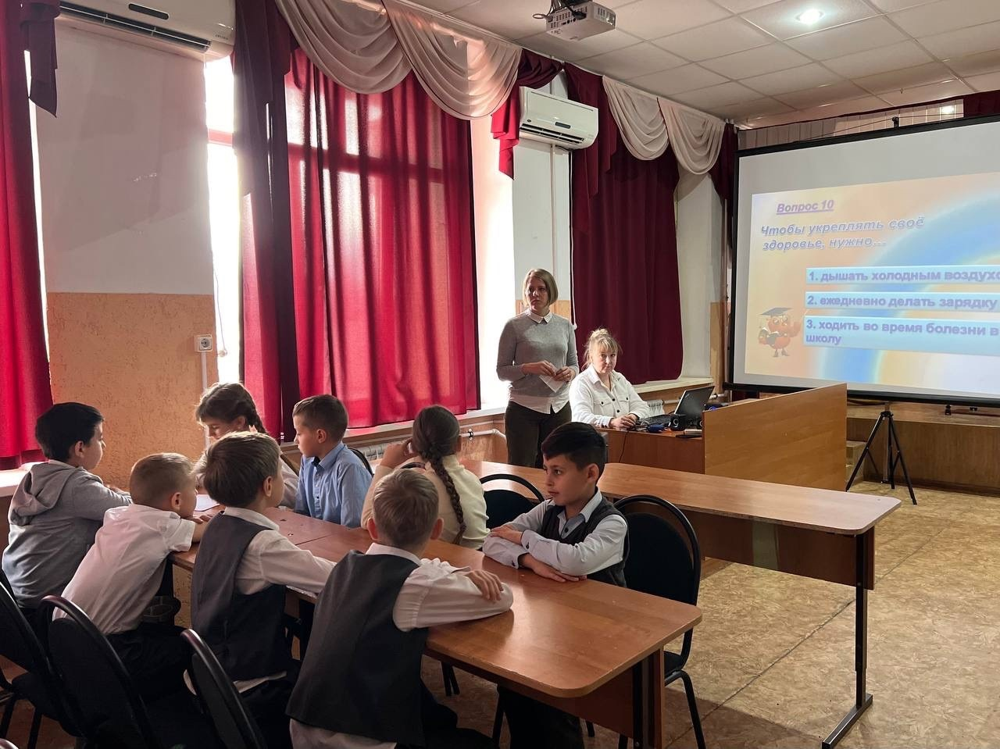 Вопрос 10
Чтобы укреплять своё
здоровье, нужно...
1. дышать холодным воздухо
2. ежедневно делать зарядку
3. ходить во время болезни в
школу